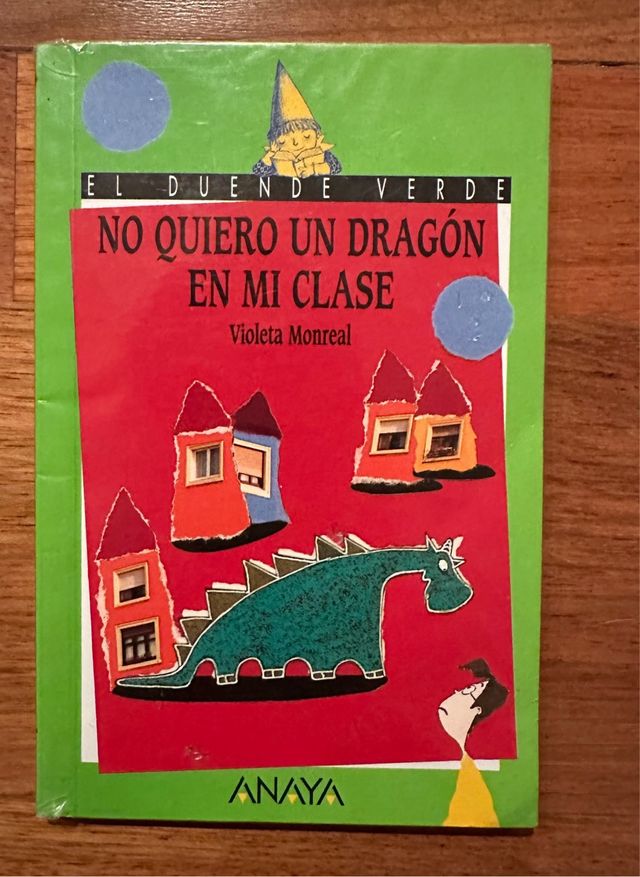 EL DUENDE VERDE
NO QUIERO UN DRAGÓN
EN MI CLASE
Violeta Monreal
ANAYA